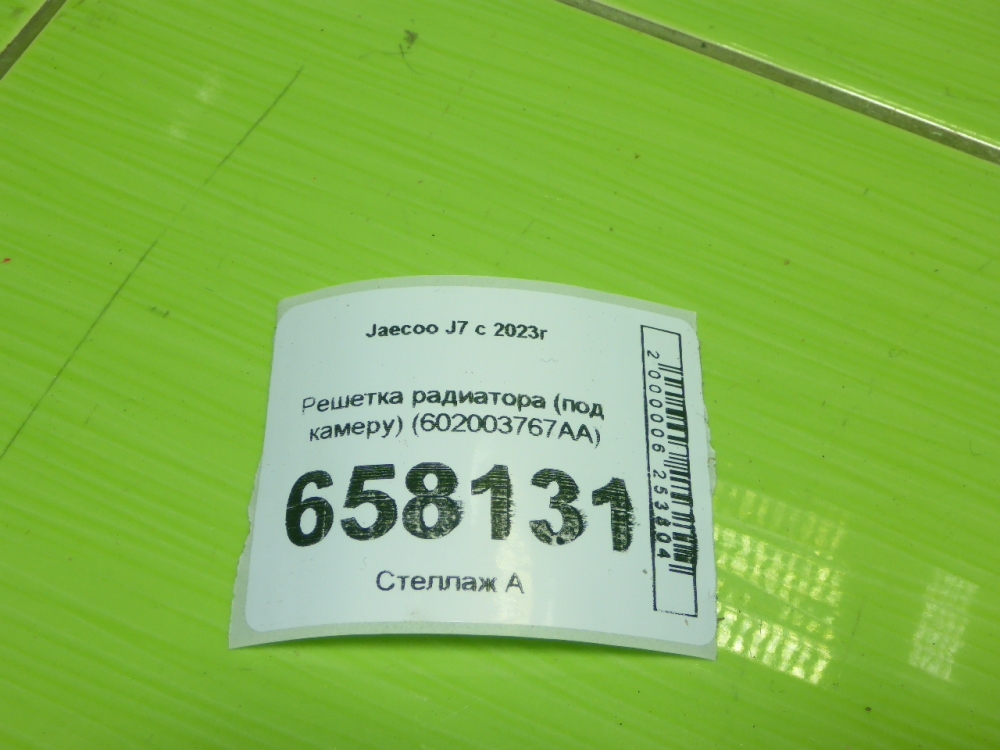 Jaecoo J7 с 2023г
Решетка радиатора (под
камеру) (602003767AA)
658131
Стеллаж А
2000006253804